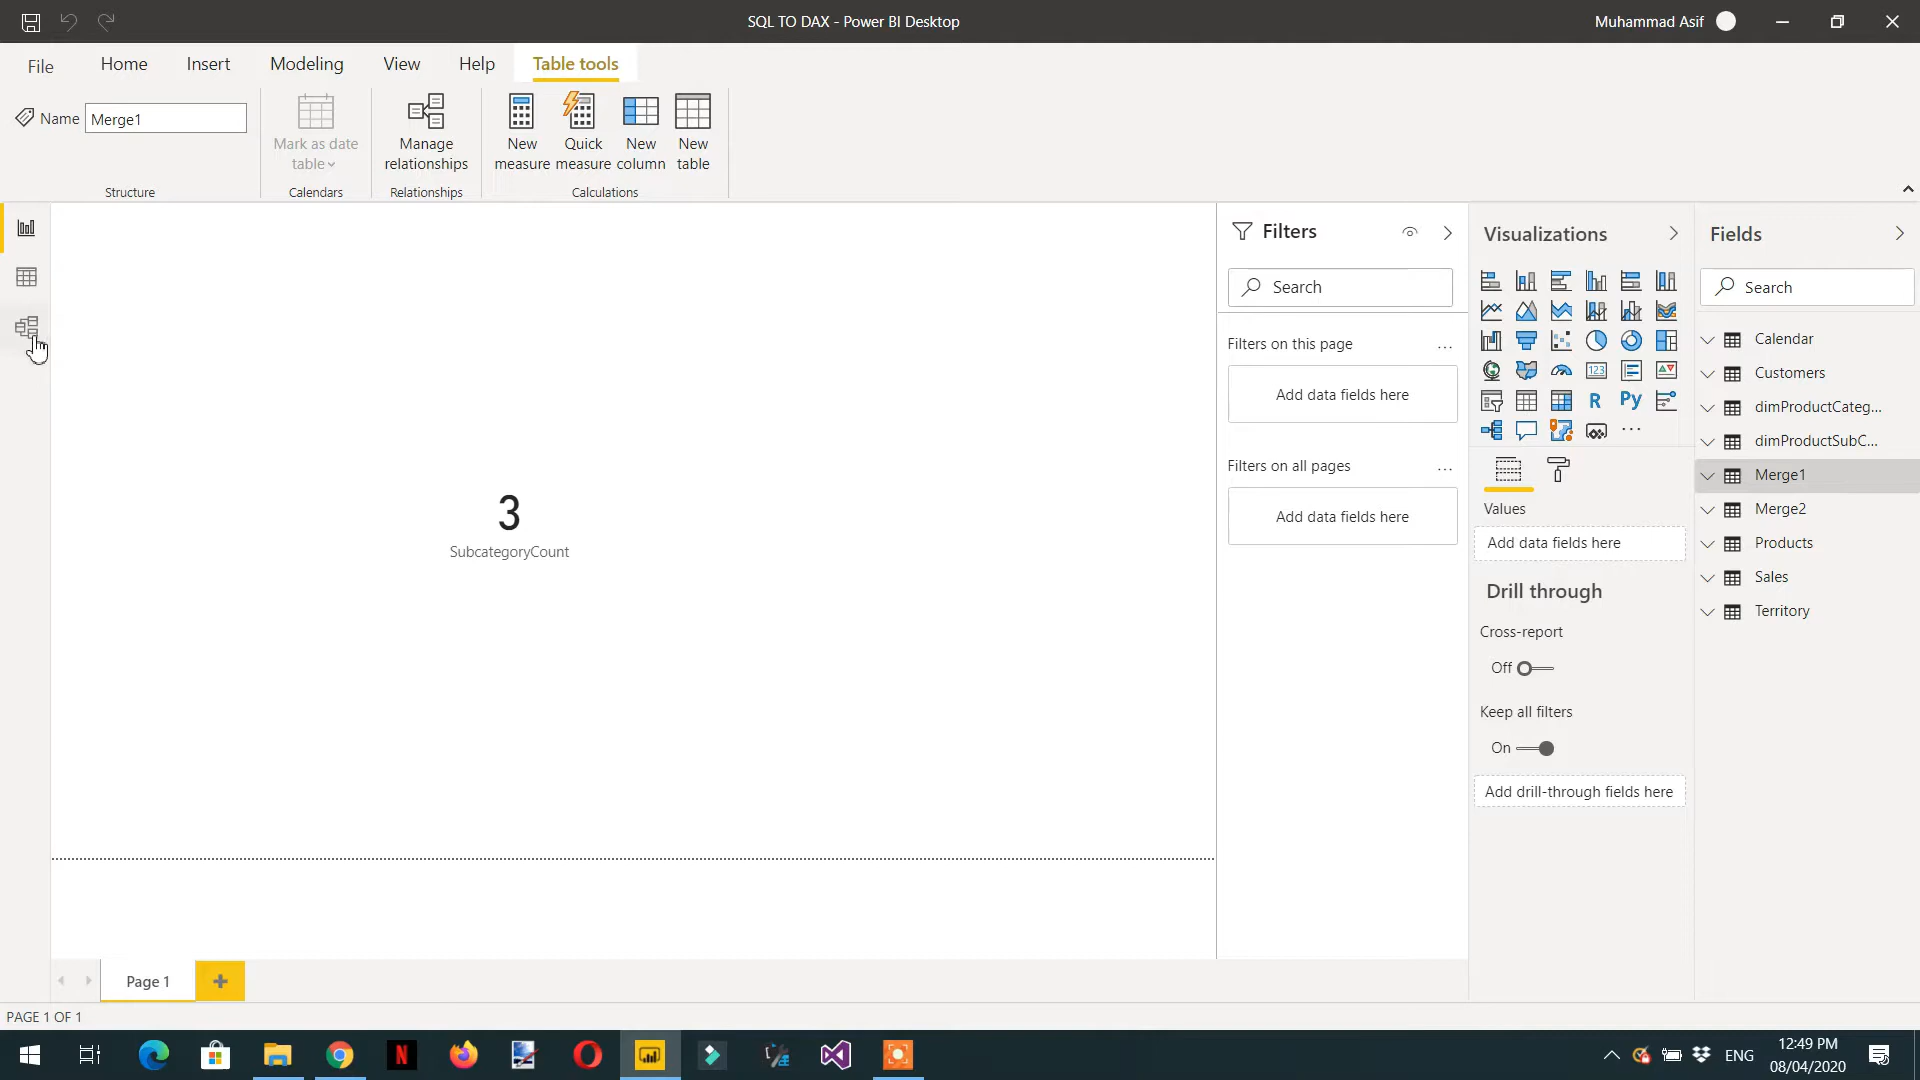 SQL TO DAX - Power BI Desktop
Muhammad Asif
File
Home
Insert
Modeling
View
Help
Table tools
Name
Merge1
Mark as date
table
Manage
relationships
New
measure
Quick
measure
New
column
New
table
Structure
Calendars
Relationships
Calculations
Filters
Search
Filters on this page
...
Add data fields here
Filters on all pages
...
Add data fields here
3
SubcategoryCount
Visualizations
123
R
Py
...
Values
Add data fields here
Drill through
Cross-report
Off
Keep all filters
On
Add drill-through fields here
Fields
Search
Calendar
Customers
dimProductCateg...
dimProductSubC...
Merge1
Merge2
Products
Sales
Territory
Page 1
PAGE 1 OF 1
N
ENG
12:49 PM
08/04/2020